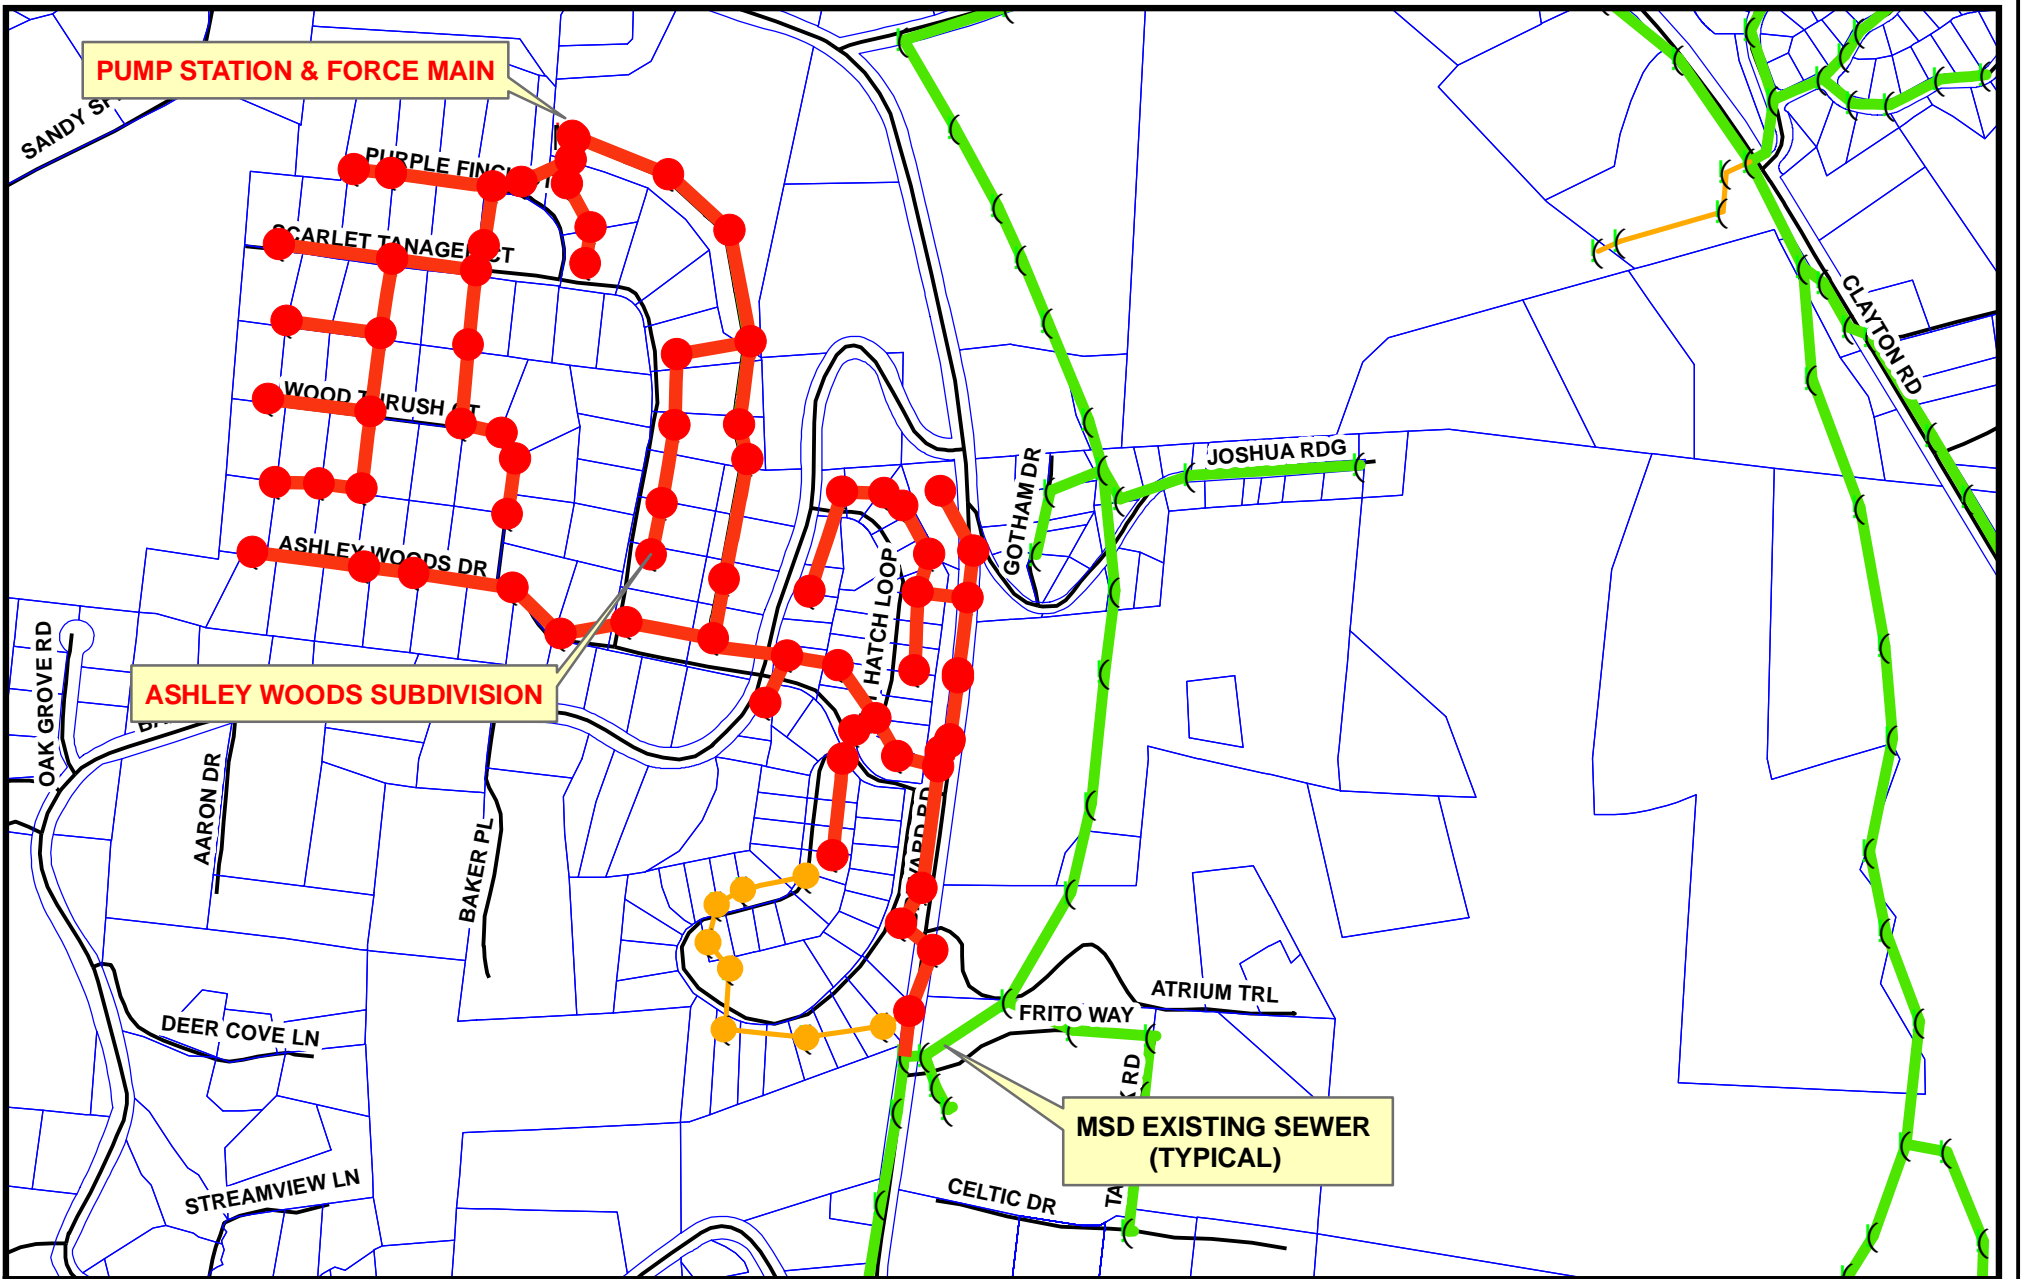 PUMP STATION & FORCE MAIN
SANDY
PURPLE
SCARLET TANAGER CT
WOOD THRUSH CT
ASHLEY WOODS DR
JOSHUA RDG
GOTHAM DR
CLAYTON RD
HATCH LOOP
OAK GROVE RD
ASHLEY WOODS SUBDIVISION
AARON DR
BAKER PL
RD
ATRIUM TRL
FRITO WAY
DEER COVE LN
RD
MSD EXISTING SEWER
(TYPICAL)
STREAMVIEW LN
CELTIC DR